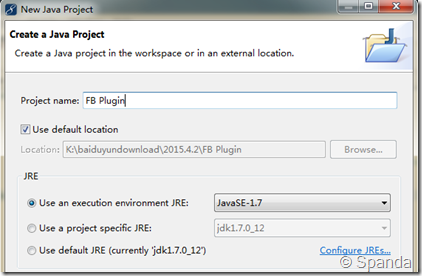 New Java Project
Create a Java Project
Create a Java project in the workspace or in an external location.
Project name: FB Plugin
Use default location
Location: K:\baiduyundownload\2015.4.2\FB Plugin Browse...
JRE
Use an execution environment JRE: JavaSE-1.7
Use a project specific JRE: jdk1.7.0_12
Use default JRE (currently 'jdk1.7.0_12') Configure JREs...
© Spanda